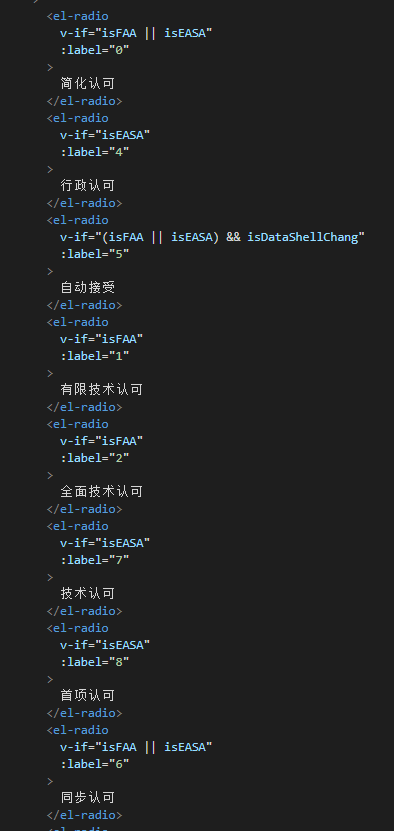 >
<el-radio
v-if="isFAA || isEASA"
:label="0"
>
简化认可
</el-radio>
<el-radio
v-if="isEASA"
:label="4"
>
行政认可
</el-radio>
<el-radio
v-if="(isFAA || isEASA) && isDataShellChang"
:label="5"
>
自动接受
</el-radio>
<el-radio
v-if="isFAA"
:label="1"
>
有限技术认可
</el-radio>
<el-radio
v-if="isFAA"
:label="2"
>
全面技术认可
</el-radio>
<el-radio
v-if="isEASA"
:label="7"
>
技术认可
</el-radio>
<el-radio
v-if="isEASA"
:label="8"
>
首项认可
</el-radio>
<el-radio
v-if="isFAA || isEASA"
:label="6"
>
同步认可
</el-radio>